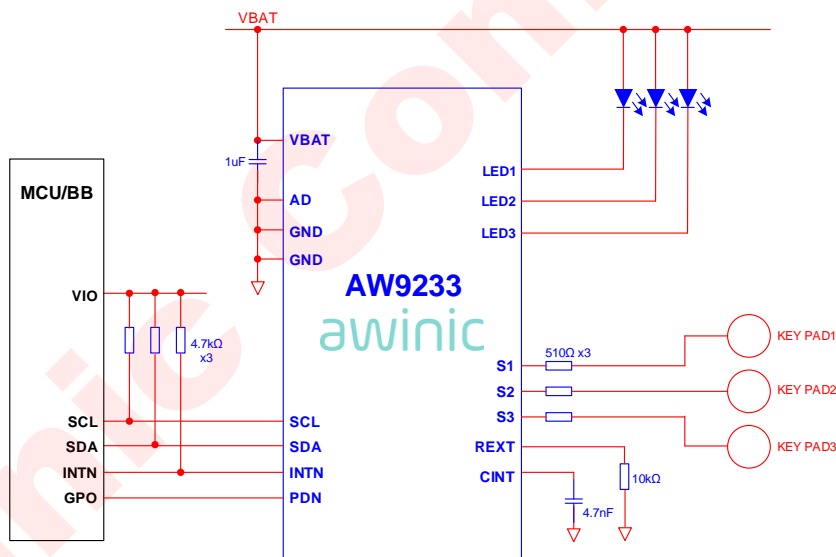 VBAT
MCU/BB
VIO
SCL
SDA
INTN
GPO
4.7kΩ
x3
1uF
VBAT
AD
GND
GND
SCL
SDA
INTN
PDN
AW9233
awinic
LED1
LED2
LED3
S1
S2
S3
REXT
CINT
510Ω x3
10kΩ
4.7nF
KEY PAD1
KEY PAD2
KEY PAD3